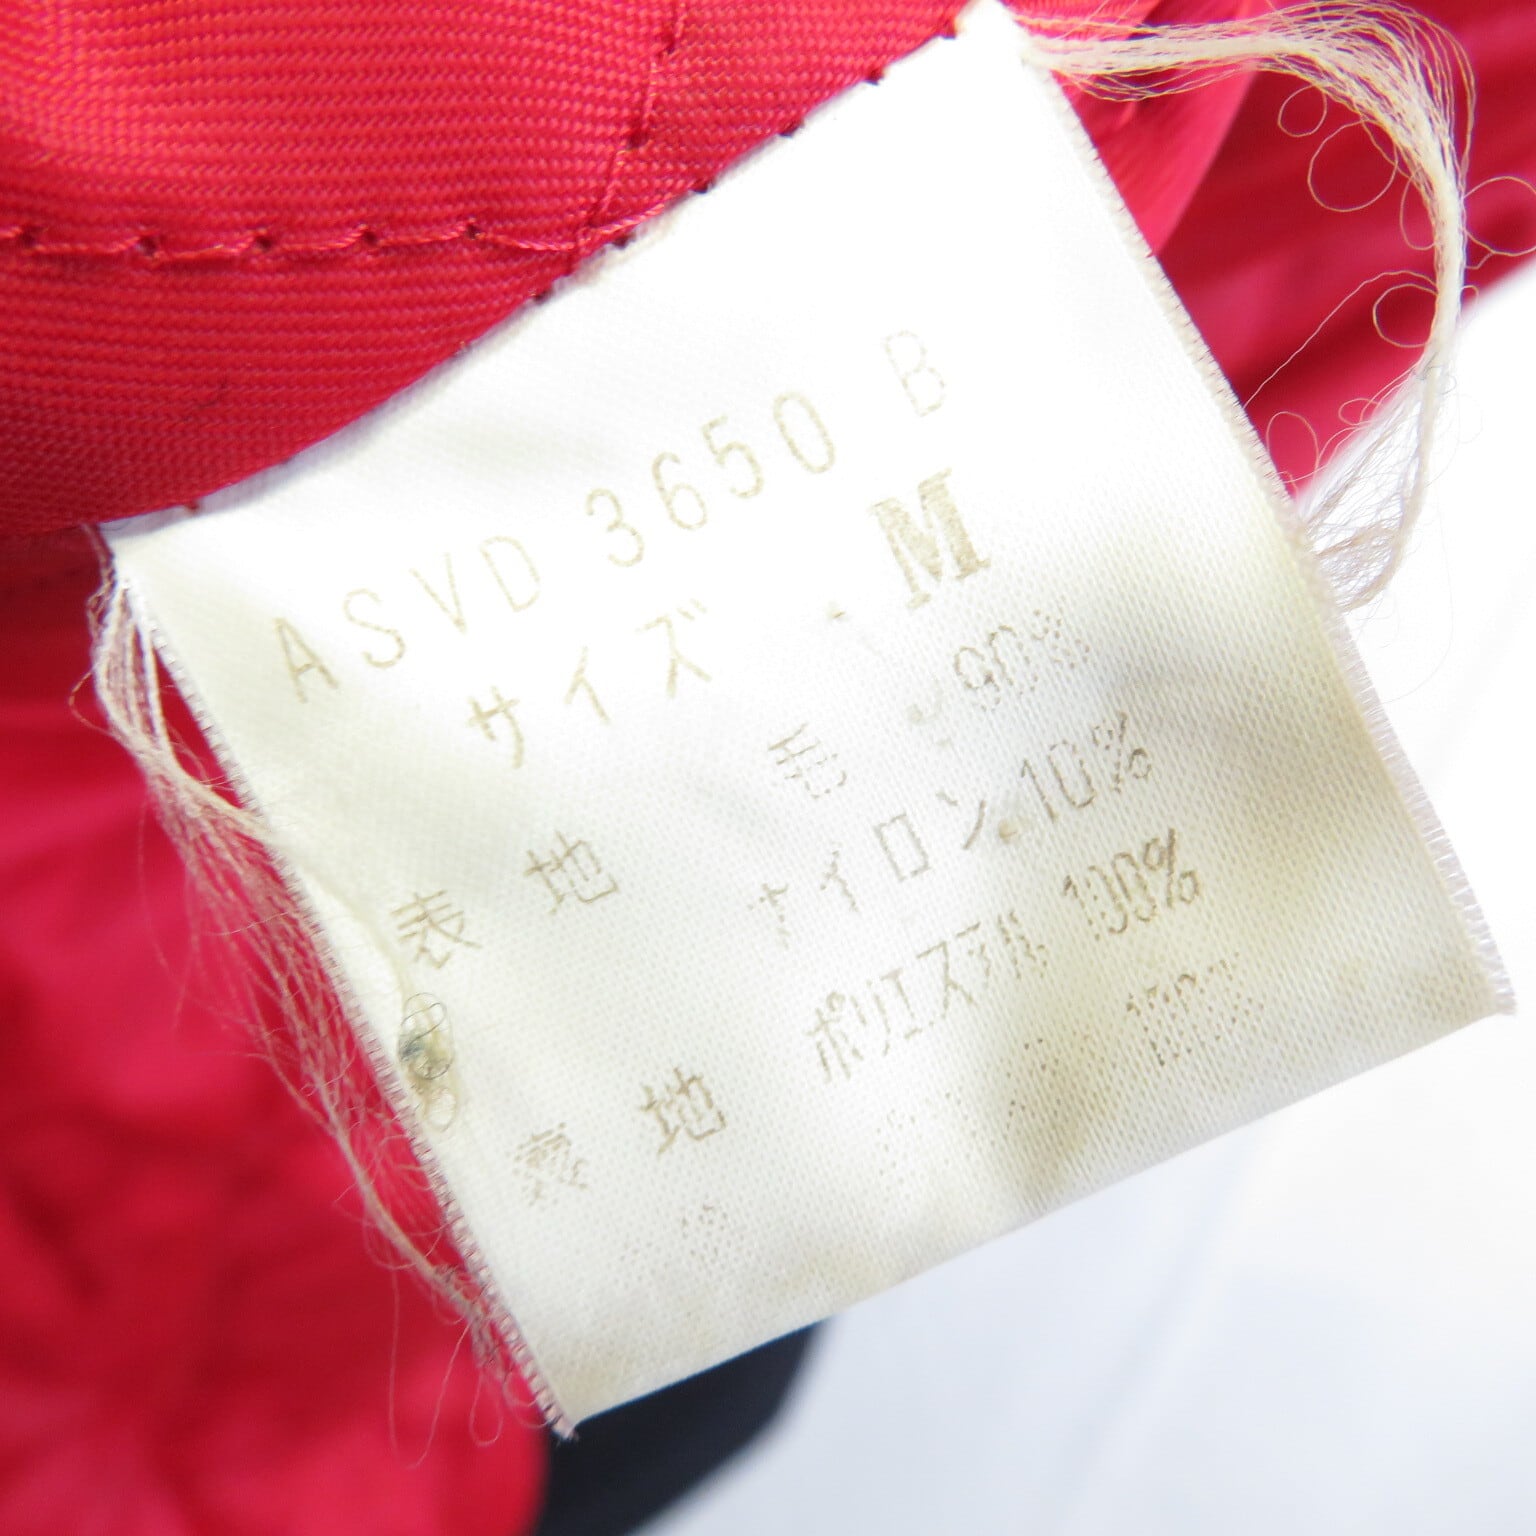 ASVD 3650 B
サイズ M
毛 90%
表地 ナイロン 10%
ポリエステル 100%
裏地 100%